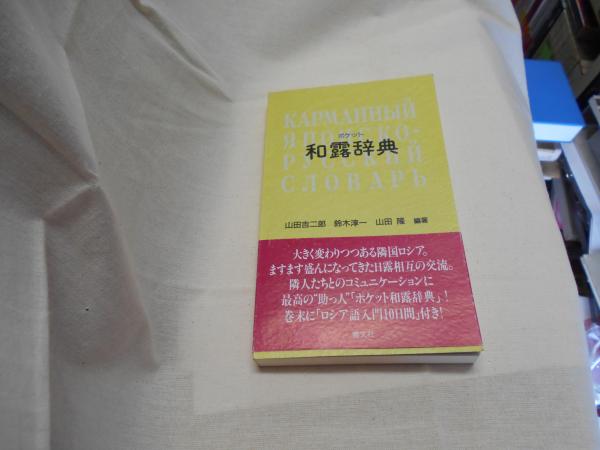 КАРМАННЫЙ
ЯПОНСКО-
ポケット
和露辞典
РУССКИЙ
СЛОВАРЬ
山田吉二郎 鈴木淳一 山田 隆 編著
大きく変わりつつある隣国ロシア。
ますます盛んになってきた日露相互の交流。
隣人たちとのコミュニケーションに
最高の“助っ人”「ポケット和露辞典」!
巻末に「ロシア語入門10日間」付き!